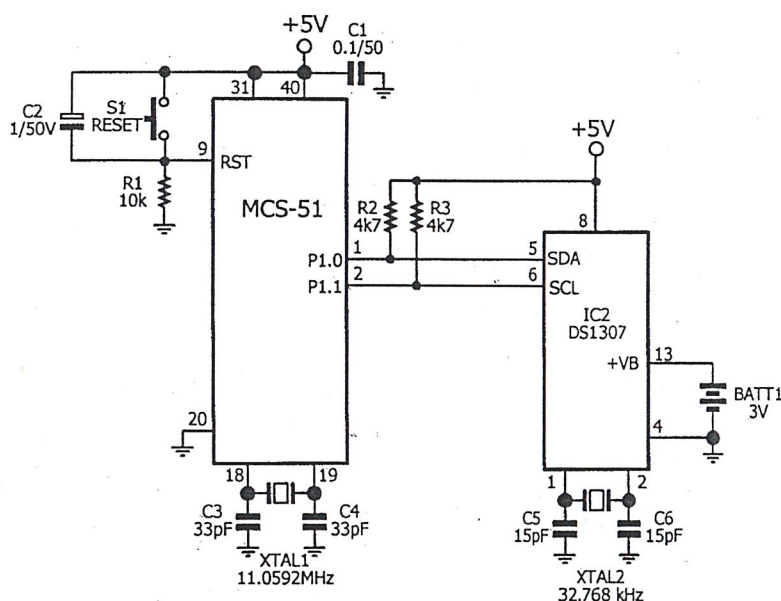 +5V
C1
0.1/50
31
40
C2
1/50V
S1
RESET
9
RST
R1
10k
MCS-51
+5V
R2
4k7
R3
4k7
8
1
P1.0
5
SDA
2
P1.1
6
SCL
IC2
DS1307
+VB
13
BATT1
3V
20
4
18
19
1
2
C3
33pF
C4
33pF
C5
15pF
C6
15pF
XTAL1
11.0592MHz
XTAL2
32.768 kHz